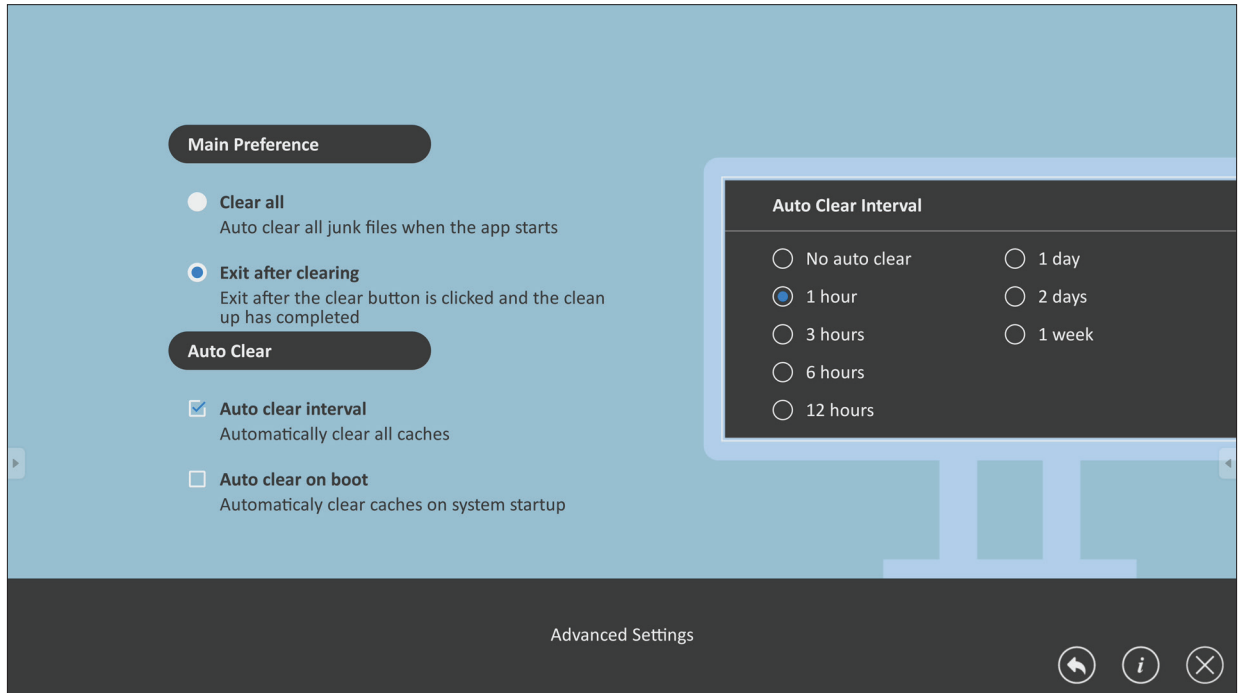 Main Preference
Clear all
Auto clear all junk files when the app starts
Exit after clearing
Exit after the clear button is clicked and the clean
up has completed
Auto Clear
Auto clear interval
Automatically clear all caches
Auto clear on boot
Automaticaly clear caches on system startup
Auto Clear Interval
No auto clear
1 hour
3 hours
6 hours
12 hours
1 day
2 days
1 week
Advanced Settings
i